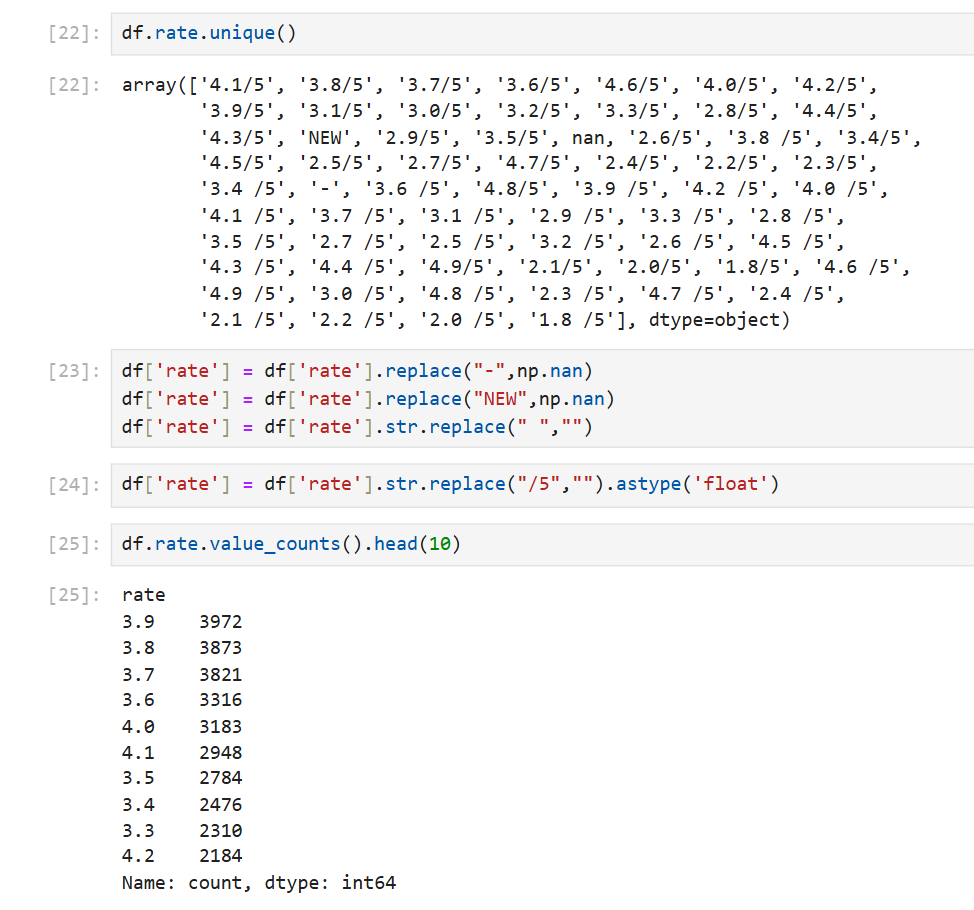 [22]: df.rate.unique()
[22]: array(['4.1/5', '3.8/5', '3.7/5', '3.6/5', '4.6/5', '4.0/5', '4.2/5',
'3.9/5', '3.1/5', '3.0/5', '3.2/5', '3.3/5', '2.8/5', '4.4/5',
'4.3/5', 'NEW', '2.9/5', '3.5/5', nan, '2.6/5', '3.8 /5', '3.4/5',
'4.5/5', '2.5/5', '2.7/5', '4.7/5', '2.4/5', '2.2/5', '2.3/5',
'3.4 /5', '-', '3.6 /5', '4.8/5', '3.9 /5', '4.2 /5', '4.0 /5',
'4.1 /5', '3.7 /5', '3.1 /5', '2.9 /5', '3.3 /5', '2.8 /5',
'3.5 /5', '2.7 /5', '2.5 /5', '3.2 /5', '2.6 /5', '4.5 /5',
'4.3 /5', '4.4 /5', '4.9/5', '2.1/5', '2.0/5', '1.8/5', '4.6 /5',
'4.9 /5', '3.0 /5', '4.8 /5', '2.3 /5', '4.7 /5', '2.4 /5',
'2.1 /5', '2.2 /5', '2.0 /5', '1.8 /5'], dtype=object)
[23]: df['rate'] = df['rate'].replace("-",np.nan)
df['rate'] = df['rate'].replace("NEW",np.nan)
df['rate'] = df['rate'].str.replace(" ","")
[24]: df['rate'] = df['rate'].str.replace("/5","").astype('float')
[25]: df.rate.value_counts().head(10)
[25]: rate
3.9 3972
3.8 3873
3.7 3821
3.6 3316
4.0 3183
4.1 2948
3.5 2784
3.4 2476
3.3 2310
4.2 2184
Name: count, dtype: int64